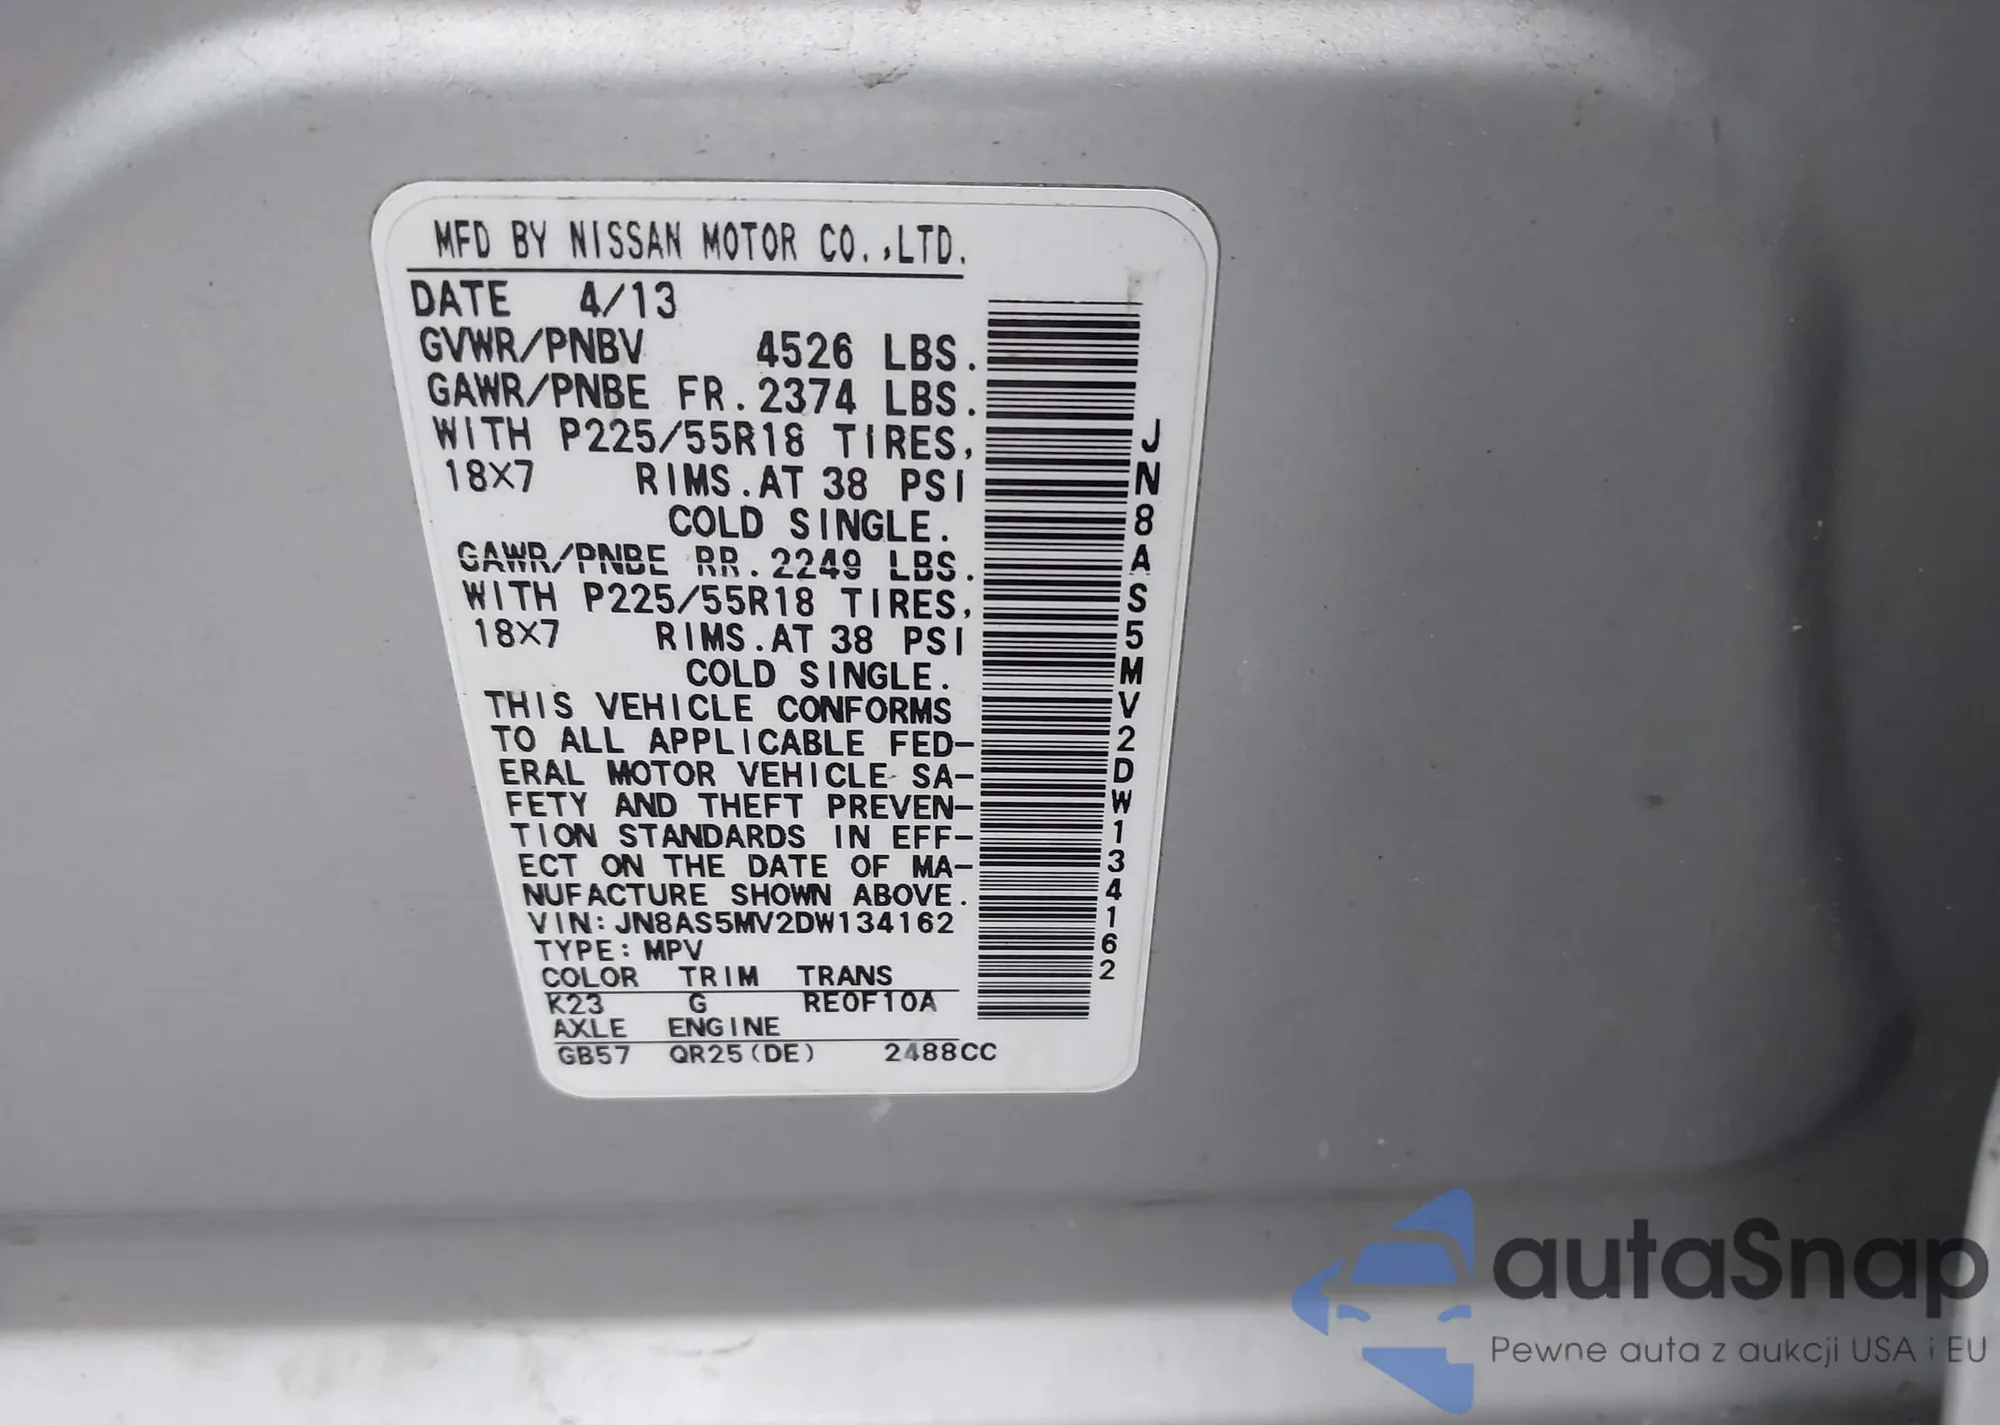 MFD BY NISSAN MOTOR CO.,LTD.
DATE 4/13
GVWR/PNBV 4526 LBS.
GAWR/PNBE FR.2374 LBS.
WITH P225/55R18 TIRES,
18X7 RIMS.AT 38 PSI
COLD SINGLE.
GAWR/PNBE RR.2249 LBS.
WITH P225/55R18 TIRES,
18X7 RIMS.AT 38 PSI
COLD SINGLE.
THIS VEHICLE CONFORMS
TO ALL APPLICABLE FED-
ERAL MOTOR VEHICLE SA-
FETY AND THEFT PREVEN-
TION STANDARDS IN EFF-
ECT ON THE DATE OF MA-
NUFACTURE SHOWN ABOVE.
VIN:JN8AS5MV2DW134162
TYPE:MPV
COLOR TRIM TRANS
K23 G RE0F10A
AXLE ENGINE
GB57 QR25(DE) 2488CC
JN8AS5MV2DW134162
autaSnap
Pewne auta z aukcji USA i EU